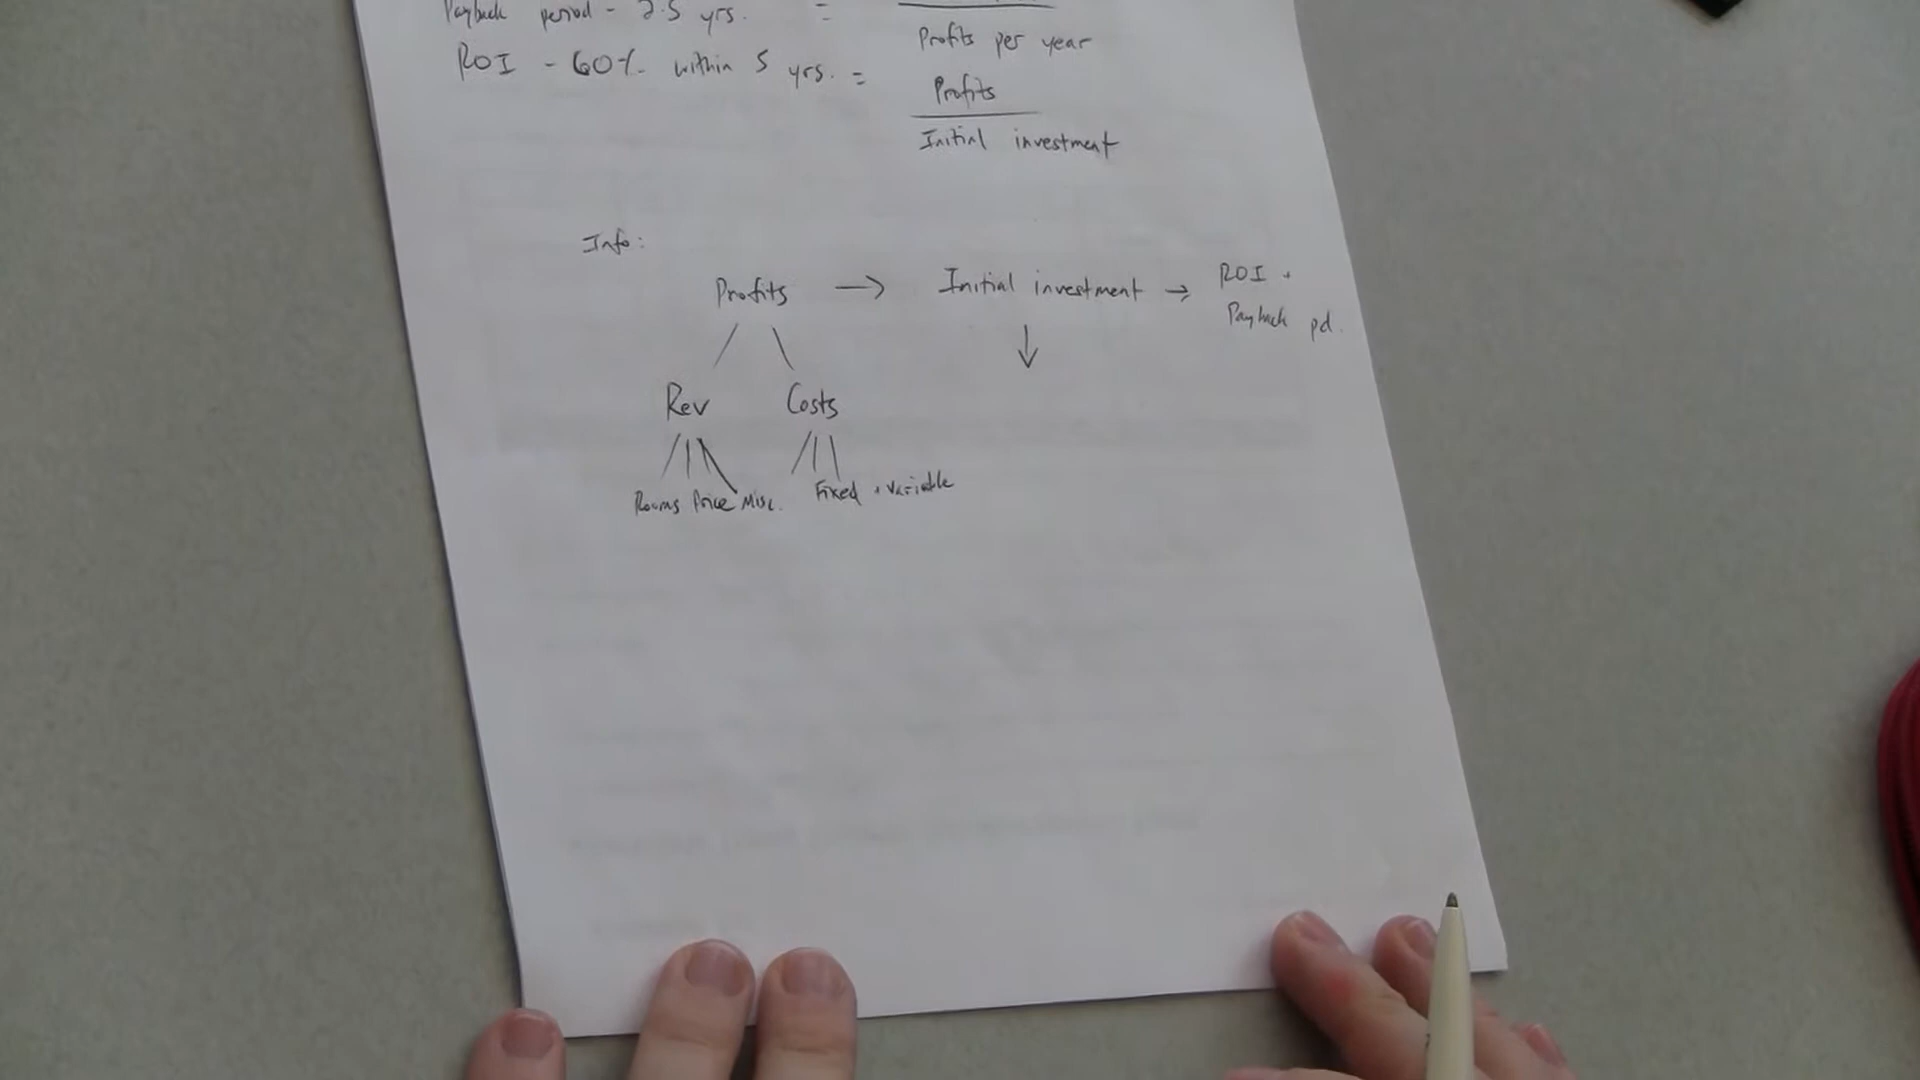 Payback period - 2.5 yrs. =
Profits per year
ROI - 60% within 5 yrs. =
Profits
Initial investment
Info:
Profits → Initial investment → ROI +
Payback pd.
↓
Rev Costs
Rooms Price Misc. Fixed + Variable